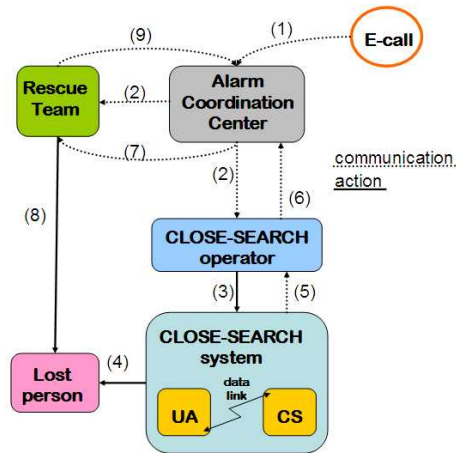 (9)
(1)
E-call
Rescue
Team
(2)
Alarm
Coordination
Center
(7)
communication
action
(2)
(6)
(8)
CLOSE-SEARCH
operator
(3)
(5)
CLOSE-SEARCH
system
Lost
person
(4)
data
link
UA
CS